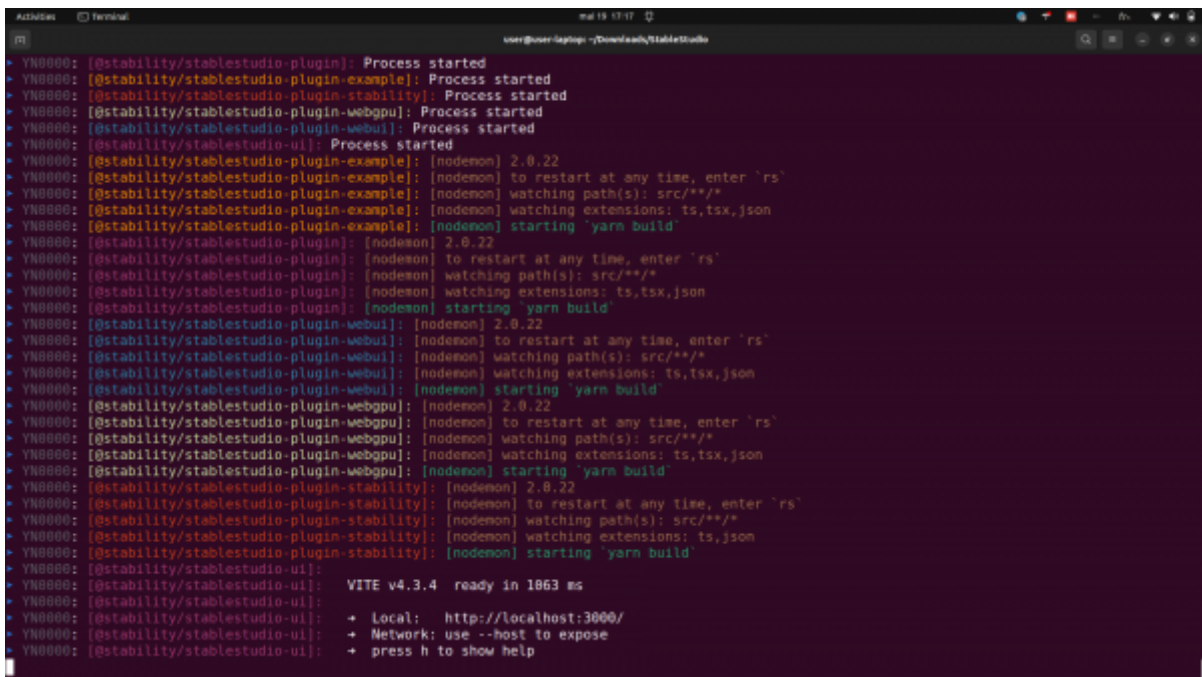 Activities Terminal mai 19 17:17
user@user-laptop: ~/Downloads/StableStudio
YN0000: [@stability/stablestudio-plugin]: Process started
YN0000: [@stability/stablestudio-plugin-example]: Process started
YN0000: [@stability/stablestudio-plugin-stability]: Process started
YN0000: [@stability/stablestudio-plugin-webgpu]: Process started
YN0000: [@stability/stablestudio-plugin-webui]: Process started
YN0000: [@stability/stablestudio-ui]: Process started
YN0000: [@stability/stablestudio-plugin-example]: [nodemon] 2.0.22
YN0000: [@stability/stablestudio-plugin-example]: [nodemon] to restart at any time, enter `rs`
YN0000: [@stability/stablestudio-plugin-example]: [nodemon] watching path(s): src/**/*
YN0000: [@stability/stablestudio-plugin-example]: [nodemon] watching extensions: ts,tsx,json
YN0000: [@stability/stablestudio-plugin-example]: [nodemon] starting `yarn build`
YN0000: [@stability/stablestudio-plugin]: [nodemon] 2.0.22
YN0000: [@stability/stablestudio-plugin]: [nodemon] to restart at any time, enter `rs`
YN0000: [@stability/stablestudio-plugin]: [nodemon] watching path(s): src/**/*
YN0000: [@stability/stablestudio-plugin]: [nodemon] watching extensions: ts,tsx,json
YN0000: [@stability/stablestudio-plugin]: [nodemon] starting `yarn build`
YN0000: [@stability/stablestudio-plugin-webui]: [nodemon] 2.0.22
YN0000: [@stability/stablestudio-plugin-webui]: [nodemon] to restart at any time, enter `rs`
YN0000: [@stability/stablestudio-plugin-webui]: [nodemon] watching path(s): src/**/*
YN0000: [@stability/stablestudio-plugin-webui]: [nodemon] watching extensions: ts,tsx,json
YN0000: [@stability/stablestudio-plugin-webui]: [nodemon] starting `yarn build`
YN0000: [@stability/stablestudio-plugin-webgpu]: [nodemon] 2.0.22
YN0000: [@stability/stablestudio-plugin-webgpu]: [nodemon] to restart at any time, enter `rs`
YN0000: [@stability/stablestudio-plugin-webgpu]: [nodemon] watching path(s): src/**/*
YN0000: [@stability/stablestudio-plugin-webgpu]: [nodemon] watching extensions: ts,tsx,json
YN0000: [@stability/stablestudio-plugin-webgpu]: [nodemon] starting `yarn build`
YN0000: [@stability/stablestudio-plugin-stability]: [nodemon] 2.0.22
YN0000: [@stability/stablestudio-plugin-stability]: [nodemon] to restart at any time, enter `rs`
YN0000: [@stability/stablestudio-plugin-stability]: [nodemon] watching path(s): src/**/*
YN0000: [@stability/stablestudio-plugin-stability]: [nodemon] watching extensions: ts,json
YN0000: [@stability/stablestudio-plugin-stability]: [nodemon] starting `yarn build`
YN0000: [@stability/stablestudio-ui]:
YN0000: [@stability/stablestudio-ui]: VITE v4.3.4 ready in 1063 ms
YN0000: [@stability/stablestudio-ui]:
YN0000: [@stability/stablestudio-ui]: ➜ Local: http://localhost:3000/
YN0000: [@stability/stablestudio-ui]: ➜ Network: use --host to expose
YN0000: [@stability/stablestudio-ui]: ➜ press h to show help